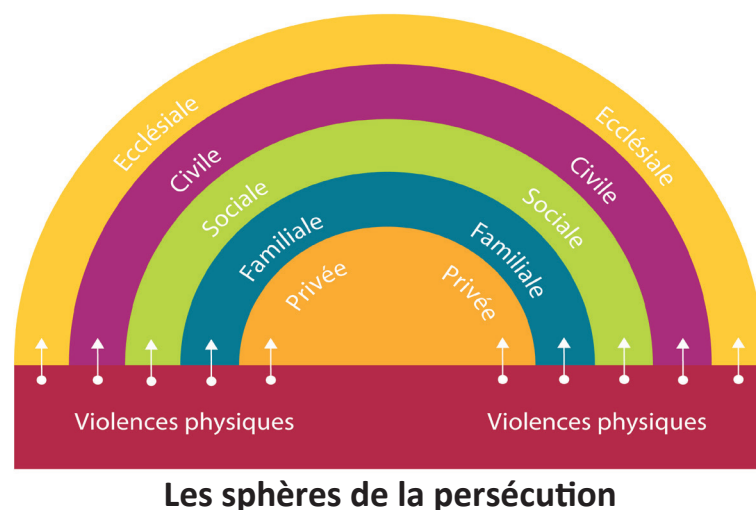 Ecclésiale Ecclésiale
Civile Civile
Sociale Sociale
Familiale Familiale
Privée Privée
Violences physiques Violences physiques
Les sphères de la persécution